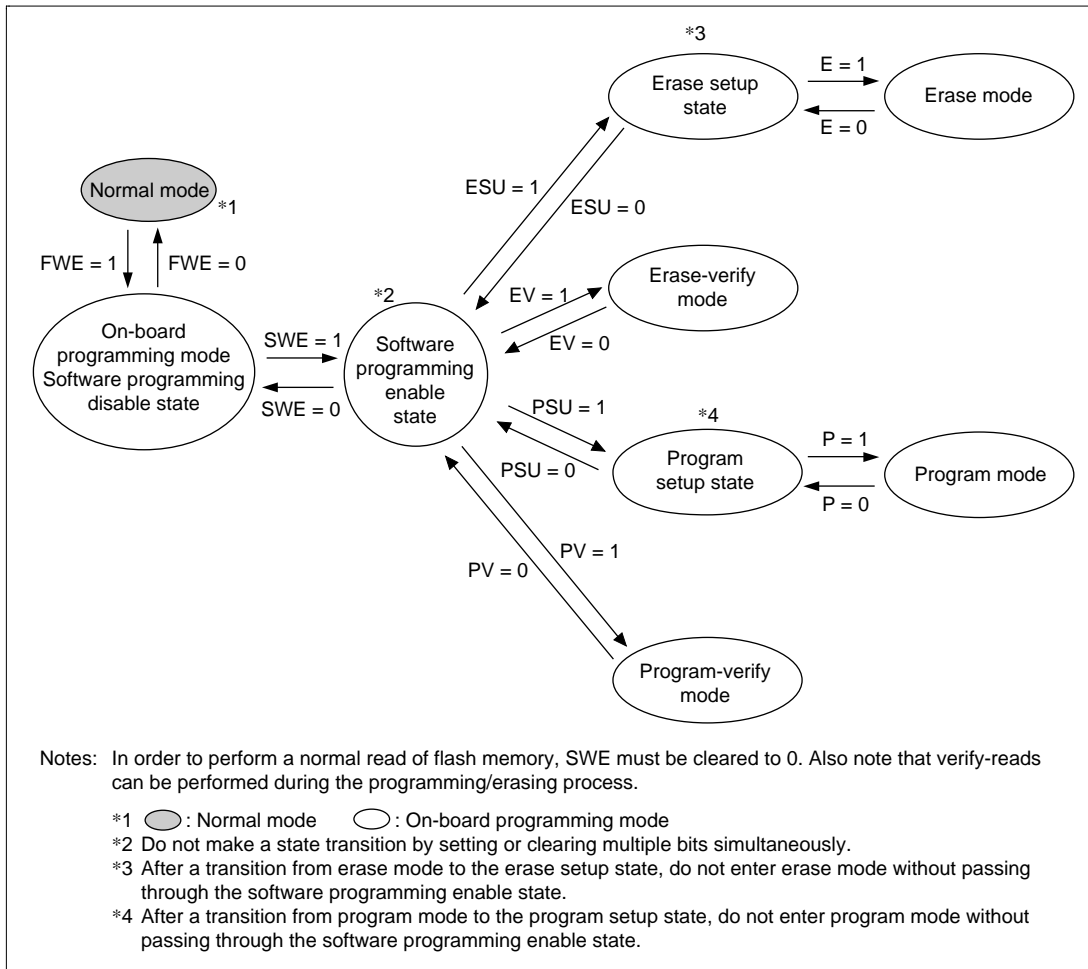 *3
Erase setup
state
E = 1
E = 0
Erase mode
Normal mode
*1
ESU = 1
ESU = 0
FWE = 1
FWE = 0
Erase-verify
mode
*2
EV = 1
EV = 0
On-board
programming mode
Software programming
disable state
SWE = 1
SWE = 0
Software
programming
enable
state
PSU = 1
PSU = 0
*4
Program
setup state
P = 1
P = 0
Program mode
PV = 1
PV = 0
Program-verify
mode
Notes: In order to perform a normal read of flash memory, SWE must be cleared to 0. Also note that verify-reads
can be performed during the programming/erasing process.
*1 : Normal mode : On-board programming mode
*2 Do not make a state transition by setting or clearing multiple bits simultaneously.
*3 After a transition from erase mode to the erase setup state, do not enter erase mode without passing
through the software programming enable state.
*4 After a transition from program mode to the program setup state, do not enter program mode without
passing through the software programming enable state.